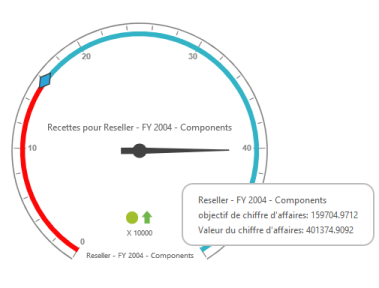 20
30
Recettes pour Reseller - FY 2004 - Components
10
40
Reseller - FY 2004 - Components
objectif de chiffre d'affaires: 159704.9712
Valeur du chiffre d'affaires: 401374.9092
X 10000
0
Reseller - FY 2004 - Components